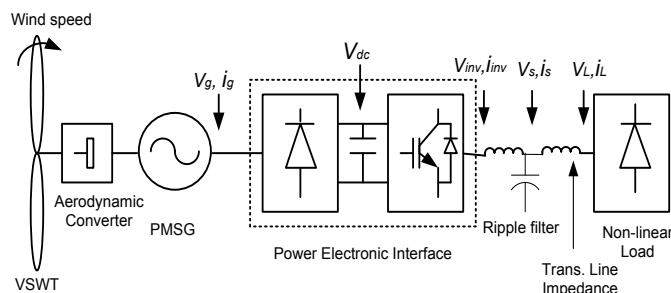 Wind speed
Vg, ig
Vdc
Vinv,iinv
Vs,is
VL,iL
Aerodynamic
Converter
PMSG
VSWT
Power Electronic Interface
Ripple filter
Trans. Line
Impedance
Non-linear
Load